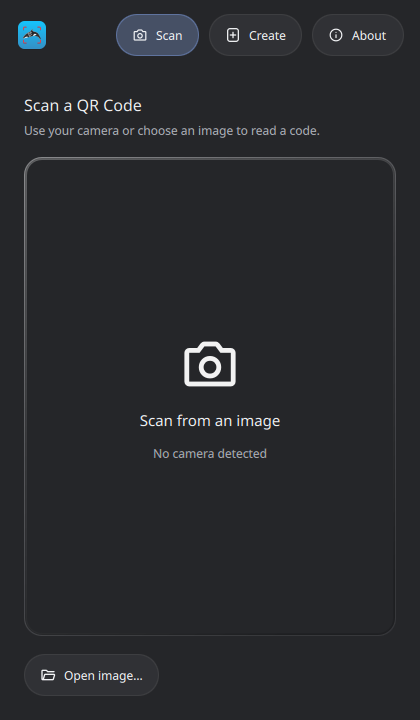 Scan
Create
About
Scan a QR Code
Use your camera or choose an image to read a code.
Scan from an image
No camera detected
Open image...